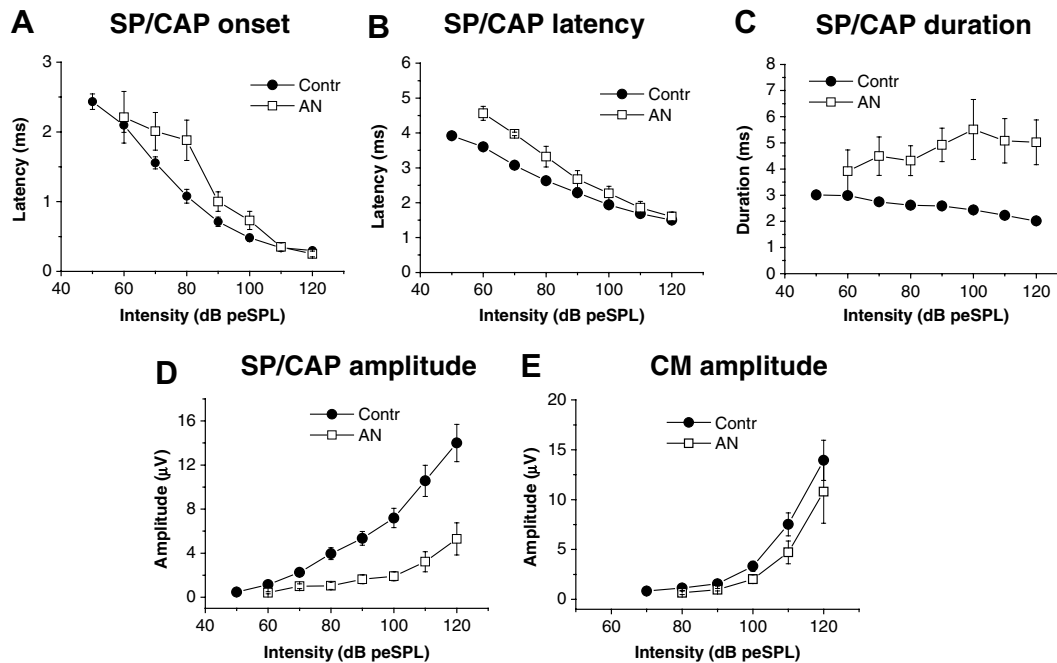 A SP/CAP onset
3
2
1
0
Latency (ms)
Contr
AN
40 60 80 100 120
Intensity (dB peSPL)
B SP/CAP latency
6
5
4
3
2
1
0
Latency (ms)
Contr
AN
40 60 80 100 120
Intensity (dB peSPL)
C SP/CAP duration
8
7
6
5
4
3
2
1
0
Duration (ms)
Contr
AN
40 60 80 100 120
Intensity (dB peSPL)
D SP/CAP amplitude
16
12
8
4
0
Amplitude (μV)
Contr
AN
40 60 80 100 120
Intensity (dB peSPL)
E CM amplitude
20
15
10
5
0
Amplitude (μV)
Contr
AN
60 80 100 120
Intensity (dB peSPL)